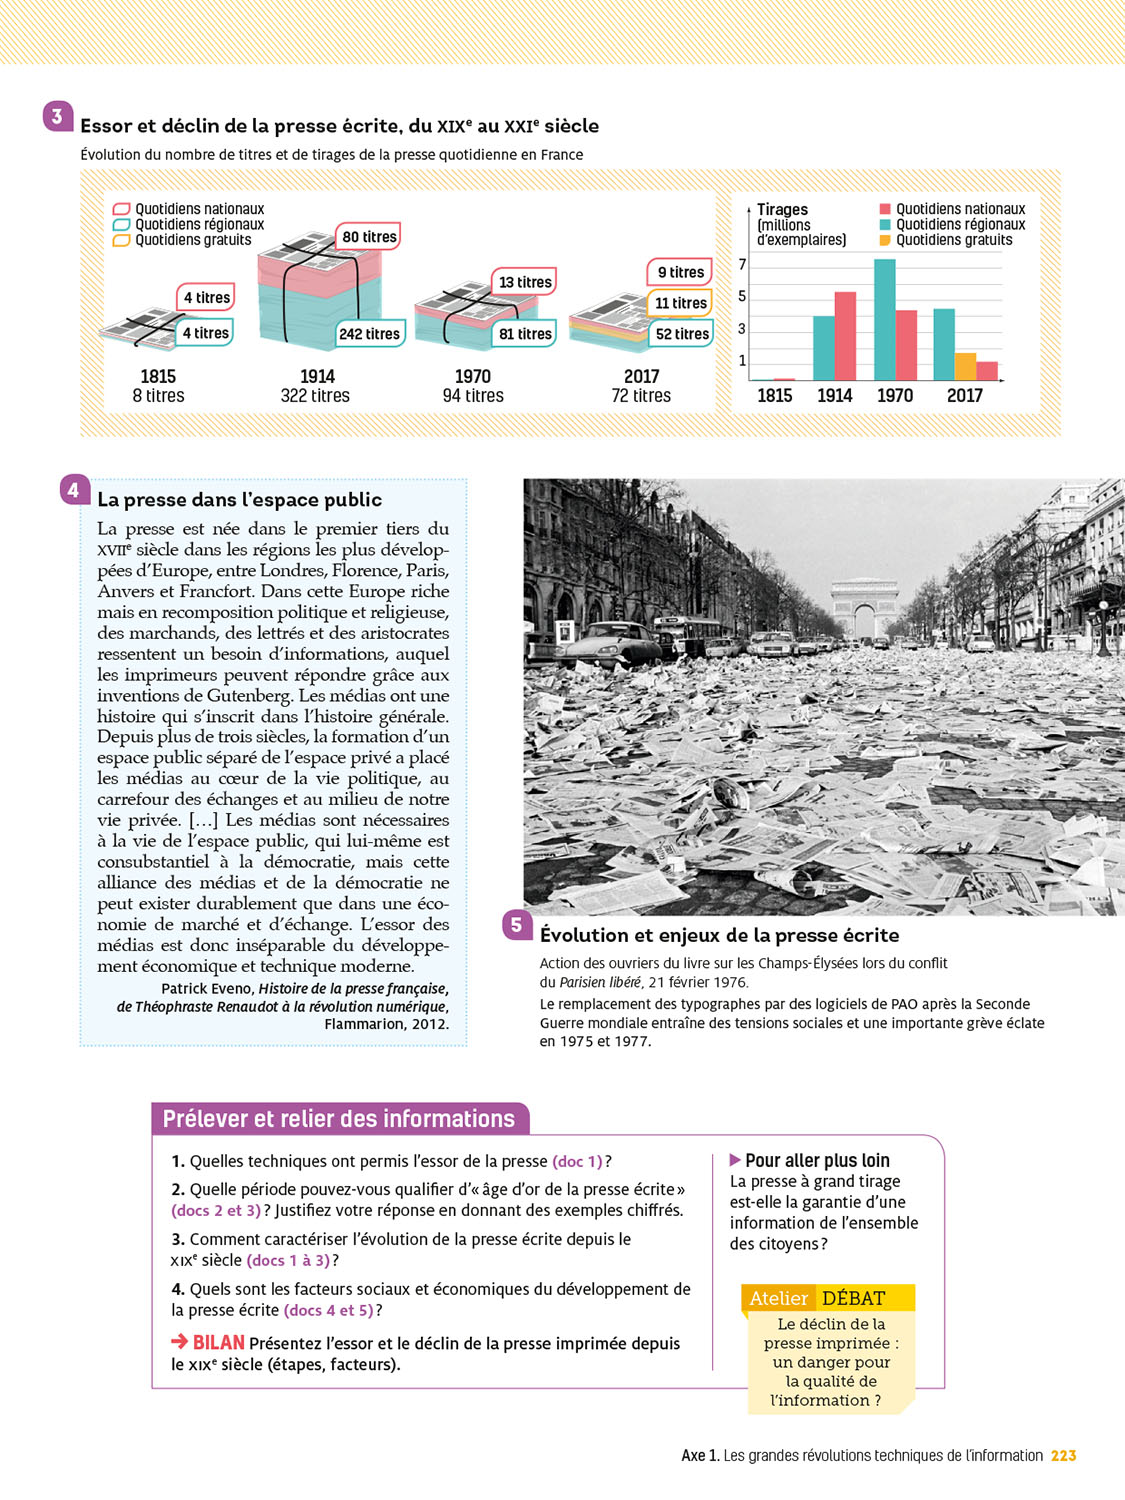 3
Essor et déclin de la presse écrite, du XIXe au XXIe siècle
Évolution du nombre de titres et de tirages de la presse quotidienne en France
Quotidiens nationaux
Quotidiens régionaux
Quotidiens gratuits
4 titres
4 titres
1815
8 titres
80 titres
242 titres
1914
322 titres
13 titres
81 titres
1970
94 titres
9 titres
11 titres
52 titres
2017
72 titres
Tirages
(millions
d'exemplaires)
Quotidiens nationaux
Quotidiens régionaux
Quotidiens gratuits
7
5
3
1
1815 1914 1970 2017
4
La presse dans l'espace public
La presse est née dans le premier tiers du
XVIIe siècle dans les régions les plus dévelop-
pées d'Europe, entre Londres, Florence, Paris,
Anvers et Francfort. Dans cette Europe riche
mais en recomposition politique et religieuse,
des marchands, des lettrés et des aristocrates
ressentent un besoin d'informations, auquel
les imprimeurs peuvent répondre grâce aux
inventions de Gutenberg. Les médias ont une
histoire qui s'inscrit dans l'histoire générale.
Depuis plus de trois siècles, la formation d'un
espace public séparé de l'espace privé a placé
les médias au cœur de la vie politique, au
carrefour des échanges et au milieu de notre
vie privée. […] Les médias sont nécessaires
à la vie de l'espace public, qui lui-même est
consubstantiel à la démocratie, mais cette
alliance des médias et de la démocratie ne
peut exister durablement que dans une éco-
nomie de marché et d'échange. L'essor des
médias est donc inséparable du développe-
ment économique et technique moderne.
Patrick Eveno, Histoire de la presse française,
de Théophraste Renaudot à la révolution numérique,
Flammarion, 2012.
5
Évolution et enjeux de la presse écrite
Action des ouvriers du livre sur les Champs-Élysées lors du conflit
du Parisien libéré, 21 février 1976.
Le remplacement des typographes par des logiciels de PAO après la Seconde
Guerre mondiale entraîne des tensions sociales et une importante grève éclate
en 1975 et 1977.
Prélever et relier des informations
1. Quelles techniques ont permis l'essor de la presse (doc 1) ?
2. Quelle période pouvez-vous qualifier d'« âge d'or de la presse écrite »
(docs 2 et 3) ? Justifiez votre réponse en donnant des exemples chiffrés.
3. Comment caractériser l'évolution de la presse écrite depuis le
XIXe siècle (docs 1 à 3) ?
4. Quels sont les facteurs sociaux et économiques du développement de
la presse écrite (docs 4 et 5) ?
→ BILAN Présentez l'essor et le déclin de la presse imprimée depuis
le XIXe siècle (étapes, facteurs).
▶ Pour aller plus loin
La presse à grand tirage
est-elle la garantie d'une
information de l'ensemble
des citoyens ?
Atelier DÉBAT
Le déclin de la
presse imprimée :
un danger pour
la qualité de
l'information ?
Axe 1. Les grandes révolutions techniques de l'information 223